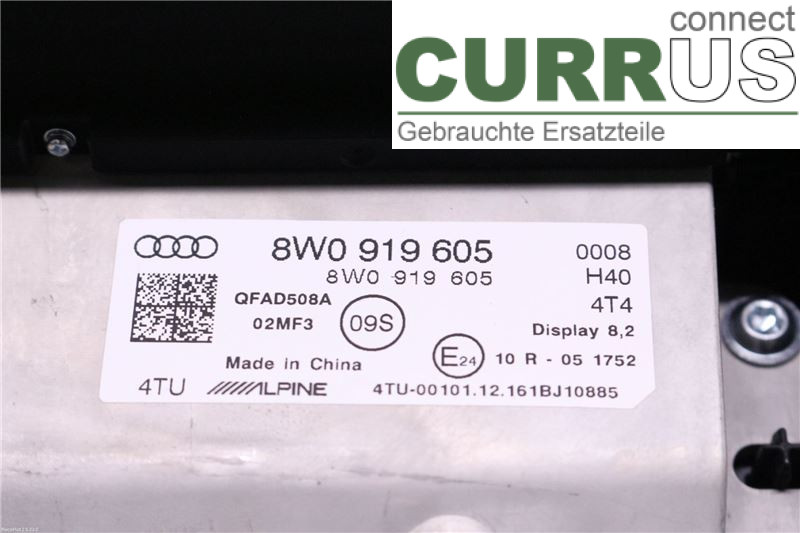 connect
CURRUS
Gebrauchte Ersatzteile
8W0 919 605 0008
8W0 919 605 H40
QFAD508A 4T4
02MF3 09S Display 8,2
E24 10 R - 05 1752
Made in China
4TU ALPINE 4TU-00101.12.161BJ10885